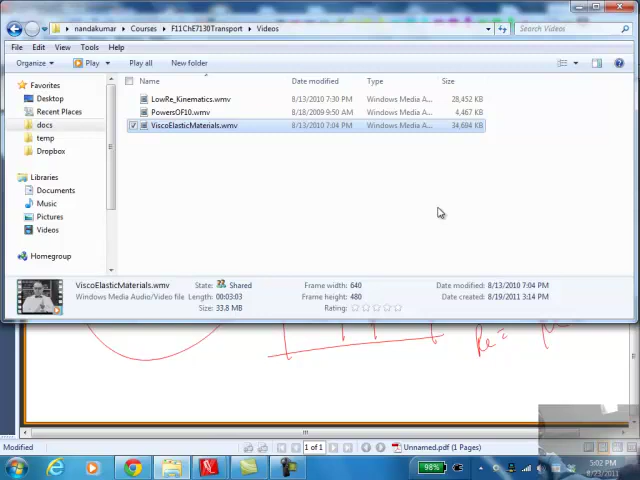 nandakumar ▸ Courses ▸ F11ChE7130Transport ▸ Videos
Search Videos
File Edit View Tools Help
Organize Play Play all New folder
Name Date modified Type Size
Favorites
LowRe_Kinematics.wmv 8/13/2010 7:30 PM Windows Media A... 28,452 KB
Desktop
PowersOf10.wmv 8/18/2009 9:50 AM Windows Media A... 4,467 KB
Recent Places
ViscoElasticMaterials.wmv 8/13/2010 7:04 PM Windows Media A... 34,694 KB
docs
temp
Dropbox
Libraries
Documents
Music
Pictures
Videos
Homegroup
ViscoElasticMaterials.wmv State: Shared Frame width: 640 Date modified: 8/13/2010 7:04 PM
Windows Media Audio/Video file Length: 00:03:03 Frame height: 480 Date created: 8/19/2011 3:14 PM
Size: 33.8 MB Rating:
Re =
Modified 1 of 1 Unnamed.pdf (1 Pages)
98% 5:02 PM
8/23/2011